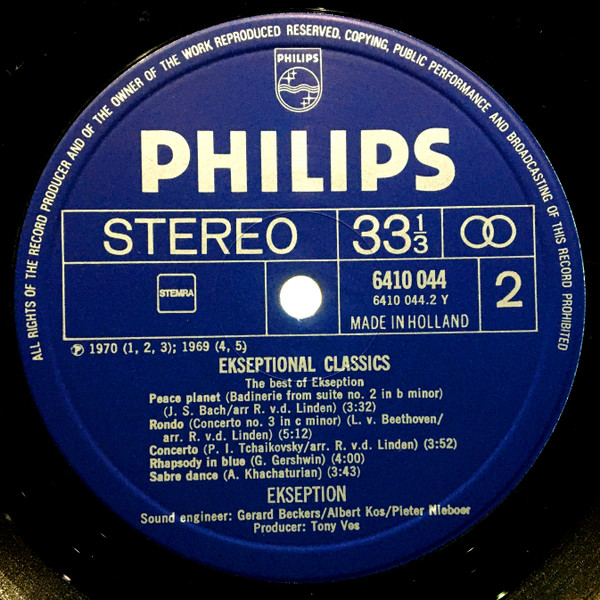 ALL RIGHTS OF THE RECORD PRODUCER AND OF THE OWNER OF THE WORK REPRODUCED RESERVED. COPYING, PUBLIC PERFORMANCE AND BROADCASTING OF THIS RECORD PROHIBITED
PHILIPS
PHILIPS
STEREO
33⅓
STEMRA
6410 044
6410 044.2 Y
MADE IN HOLLAND
2
Ⓟ 1970 (1, 2, 3); 1969 (4, 5)
EKSEPTIONAL CLASSICS
The best of Ekseption
Peace planet (Badinerie from suite no. 2 in b minor)
(J. S. Bach/arr R. v.d. Linden) (3:32)
Rondo (Concerto no. 3 in c minor) (L. v. Beethoven/
arr. R. v.d. Linden) (5:12)
Concerto (P. I. Tchaikovsky/arr. R. v.d. Linden) (3:52)
Rhapsody in blue (G. Gershwin) (4:00)
Sabre dance (A. Khachaturian) (3:43)
EKSEPTION
Sound engineer: Gerard Beckers/Albert Kos/Pieter Nieboer
Producer: Tony Vos